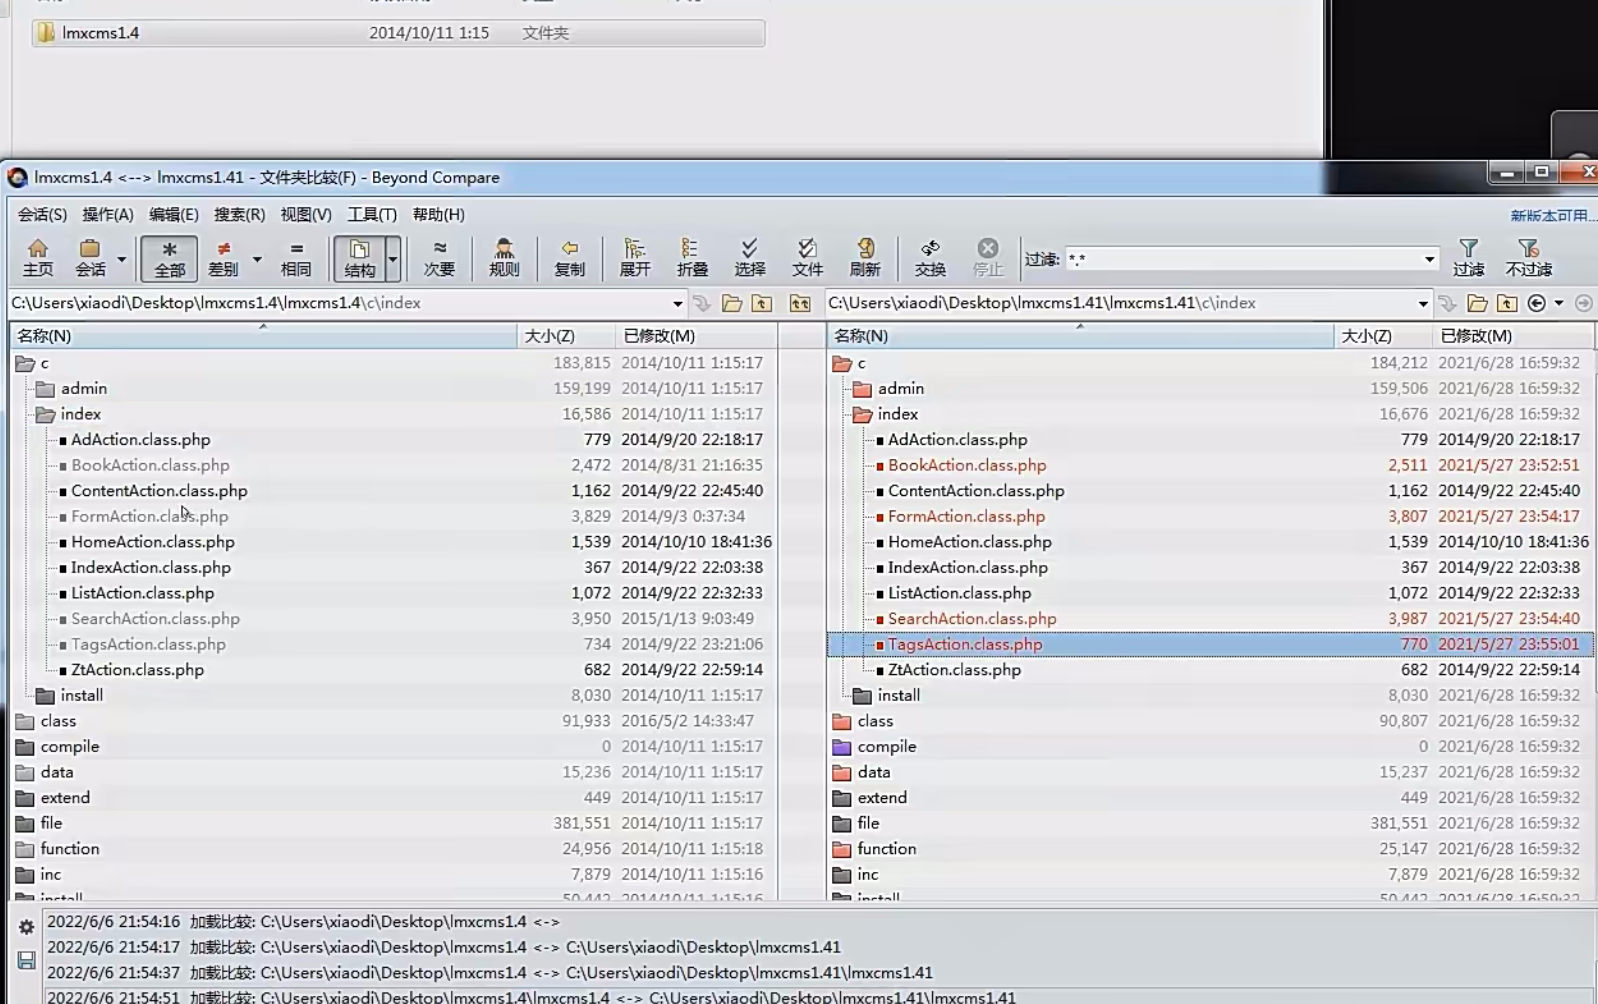 lmxcms1.4 2014/10/11 1:15 文件夹
lmxcms1.4 <--> lmxcms1.41 - 文件夹比较(F) - Beyond Compare
会话(S) 操作(A) 编辑(E) 搜索(R) 视图(V) 工具(T) 帮助(H) 新版本可用...
主页 会话 全部 差别 相同 结构 次要 规则 复制 展开 折叠 选择 文件 刷新 交换 停止 过滤: *.* 过滤 不过滤
C:\Users\xiaodi\Desktop\lmxcms1.4\lmxcms1.4\c\index C:\Users\xiaodi\Desktop\lmxcms1.41\lmxcms1.41\c\index
名称(N) 大小(Z) 已修改(M) 名称(N) 大小(Z) 已修改(M)
c 183,815 2014/10/11 1:15:17 c 184,212 2021/6/28 16:59:32
admin 159,199 2014/10/11 1:15:17 admin 159,506 2021/6/28 16:59:32
index 16,586 2014/10/11 1:15:17 index 16,676 2021/6/28 16:59:32
AdAction.class.php 779 2014/9/20 22:18:17 AdAction.class.php 779 2014/9/20 22:18:17
BookAction.class.php 2,472 2014/8/31 21:16:35 BookAction.class.php 2,511 2021/5/27 23:52:51
ContentAction.class.php 1,162 2014/9/22 22:45:40 ContentAction.class.php 1,162 2014/9/22 22:45:40
FormAction.class.php 3,829 2014/9/3 0:37:34 FormAction.class.php 3,807 2021/5/27 23:54:17
HomeAction.class.php 1,539 2014/10/10 18:41:36 HomeAction.class.php 1,539 2014/10/10 18:41:36
IndexAction.class.php 367 2014/9/22 22:03:38 IndexAction.class.php 367 2014/9/22 22:03:38
ListAction.class.php 1,072 2014/9/22 22:32:33 ListAction.class.php 1,072 2014/9/22 22:32:33
SearchAction.class.php 3,950 2015/1/13 9:03:49 SearchAction.class.php 3,987 2021/5/27 23:54:40
TagsAction.class.php 734 2014/9/22 23:21:06 TagsAction.class.php 770 2021/5/27 23:55:01
ZtAction.class.php 682 2014/9/22 22:59:14 ZtAction.class.php 682 2014/9/22 22:59:14
install 8,030 2014/10/11 1:15:17 install 8,030 2021/6/28 16:59:32
class 91,933 2016/5/2 14:33:47 class 90,807 2021/6/28 16:59:32
compile 0 2014/10/11 1:15:17 compile 0 2021/6/28 16:59:32
data 15,236 2014/10/11 1:15:17 data 15,237 2021/6/28 16:59:32
extend 449 2014/10/11 1:15:17 extend 449 2021/6/28 16:59:32
file 381,551 2014/10/11 1:15:17 file 381,551 2021/6/28 16:59:32
function 24,956 2014/10/11 1:15:18 function 25,147 2021/6/28 16:59:32
inc 7,879 2014/10/11 1:15:16 inc 7,879 2021/6/28 16:59:32
install 50,442 2014/10/11 1:15:16 install 50,442 2021/6/28 16:59:32
2022/6/6 21:54:16 加载比较: C:\Users\xiaodi\Desktop\lmxcms1.4 <->
2022/6/6 21:54:17 加载比较: C:\Users\xiaodi\Desktop\lmxcms1.4 <-> C:\Users\xiaodi\Desktop\lmxcms1.41
2022/6/6 21:54:37 加载比较: C:\Users\xiaodi\Desktop\lmxcms1.4 <-> C:\Users\xiaodi\Desktop\lmxcms1.41\lmxcms1.41
2022/6/6 21:54:51 加载比较: C:\Users\xiaodi\Desktop\lmxcms1.4\lmxcms1.4 <-> C:\Users\xiaodi\Desktop\lmxcms1.41\lmxcms1.41